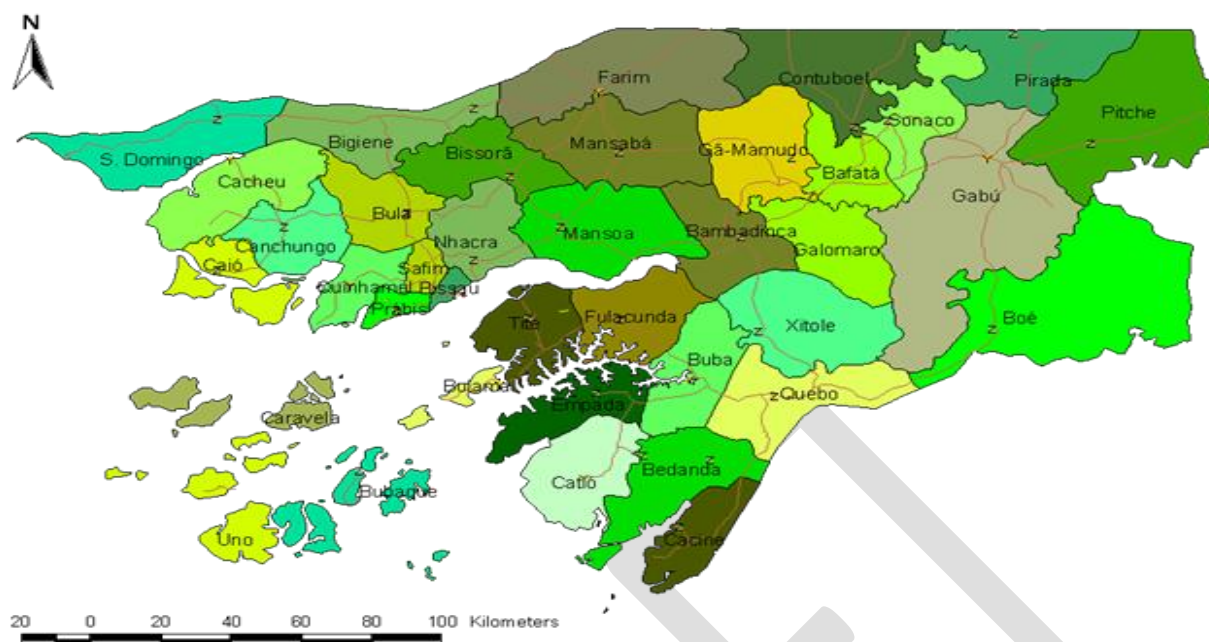 N
Farim
Contuboel
Pirada
Pitche
S. Domingo
Bigiene
Bissorã
Mansabá
Gã-Mamudo
Sonaco
Bafatá
Cacheu
Bula
Gabú
Canchungo
Nhacra
Mansoa
Bambadinca
Galomaro
Caió
Safim
Cuinhamel
Bissau
Prábis
Tite
Fulacunda
Xitole
Boé
Buba
Bolama
Empada
Quebo
Caravela
Catió
Bedanda
Bubaque
Uno
Cacine
20 0 20 40 60 80 100 Kilometers